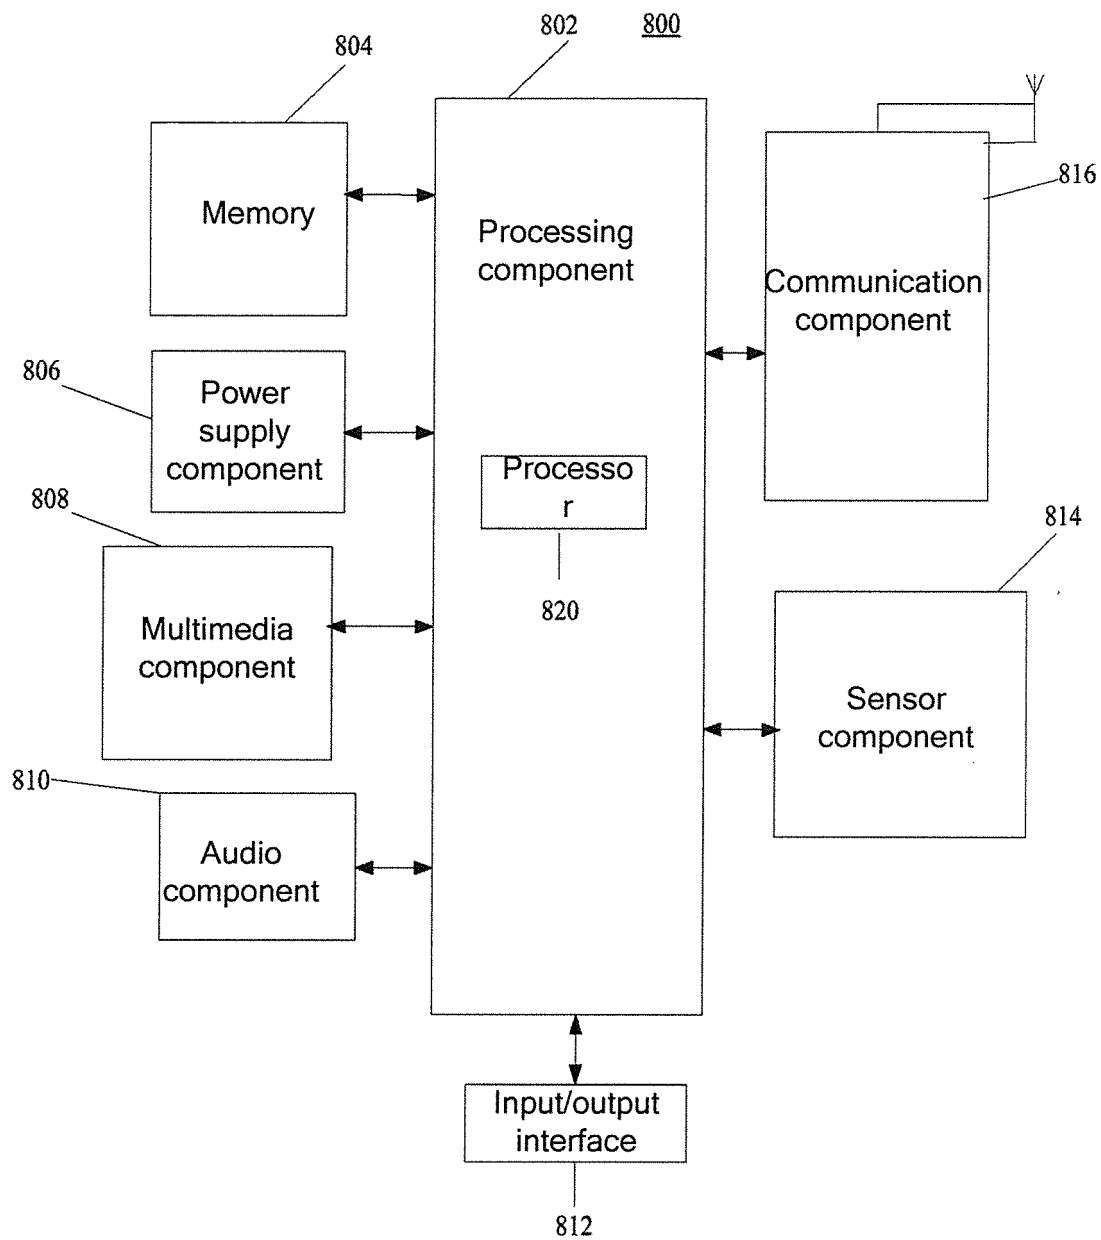 802
800
804
816
Memory
Processing
component
Communication
component
806
Power
supply
component
Processo
r
808
814
820
Multimedia
component
Sensor
component
810
Audio
component
Input/output
interface
812